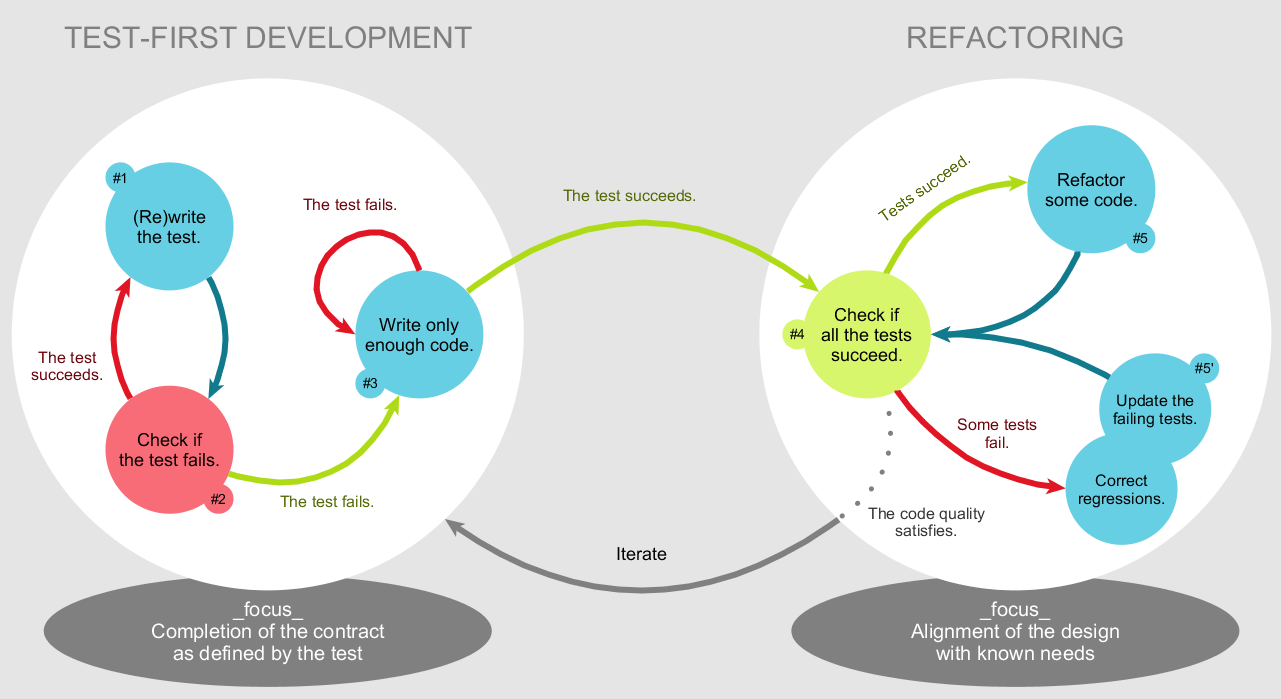 TEST-FIRST DEVELOPMENT
#1
(Re)write
the test.
The test
succeeds.
Check if
the test fails.
#2
The test fails.
The test fails.
Write only
enough code.
#3
_focus_
Completion of the contract
as defined by the test
The test succeeds.
Iterate
REFACTORING
Tests succeed.
Refactor
some code.
#5
Check if
all the tests
succeed.
#4
#5'
Update the
failing tests.
Some tests
fail.
Correct
regressions.
The code quality
satisfies.
_focus_
Alignment of the design
with known needs